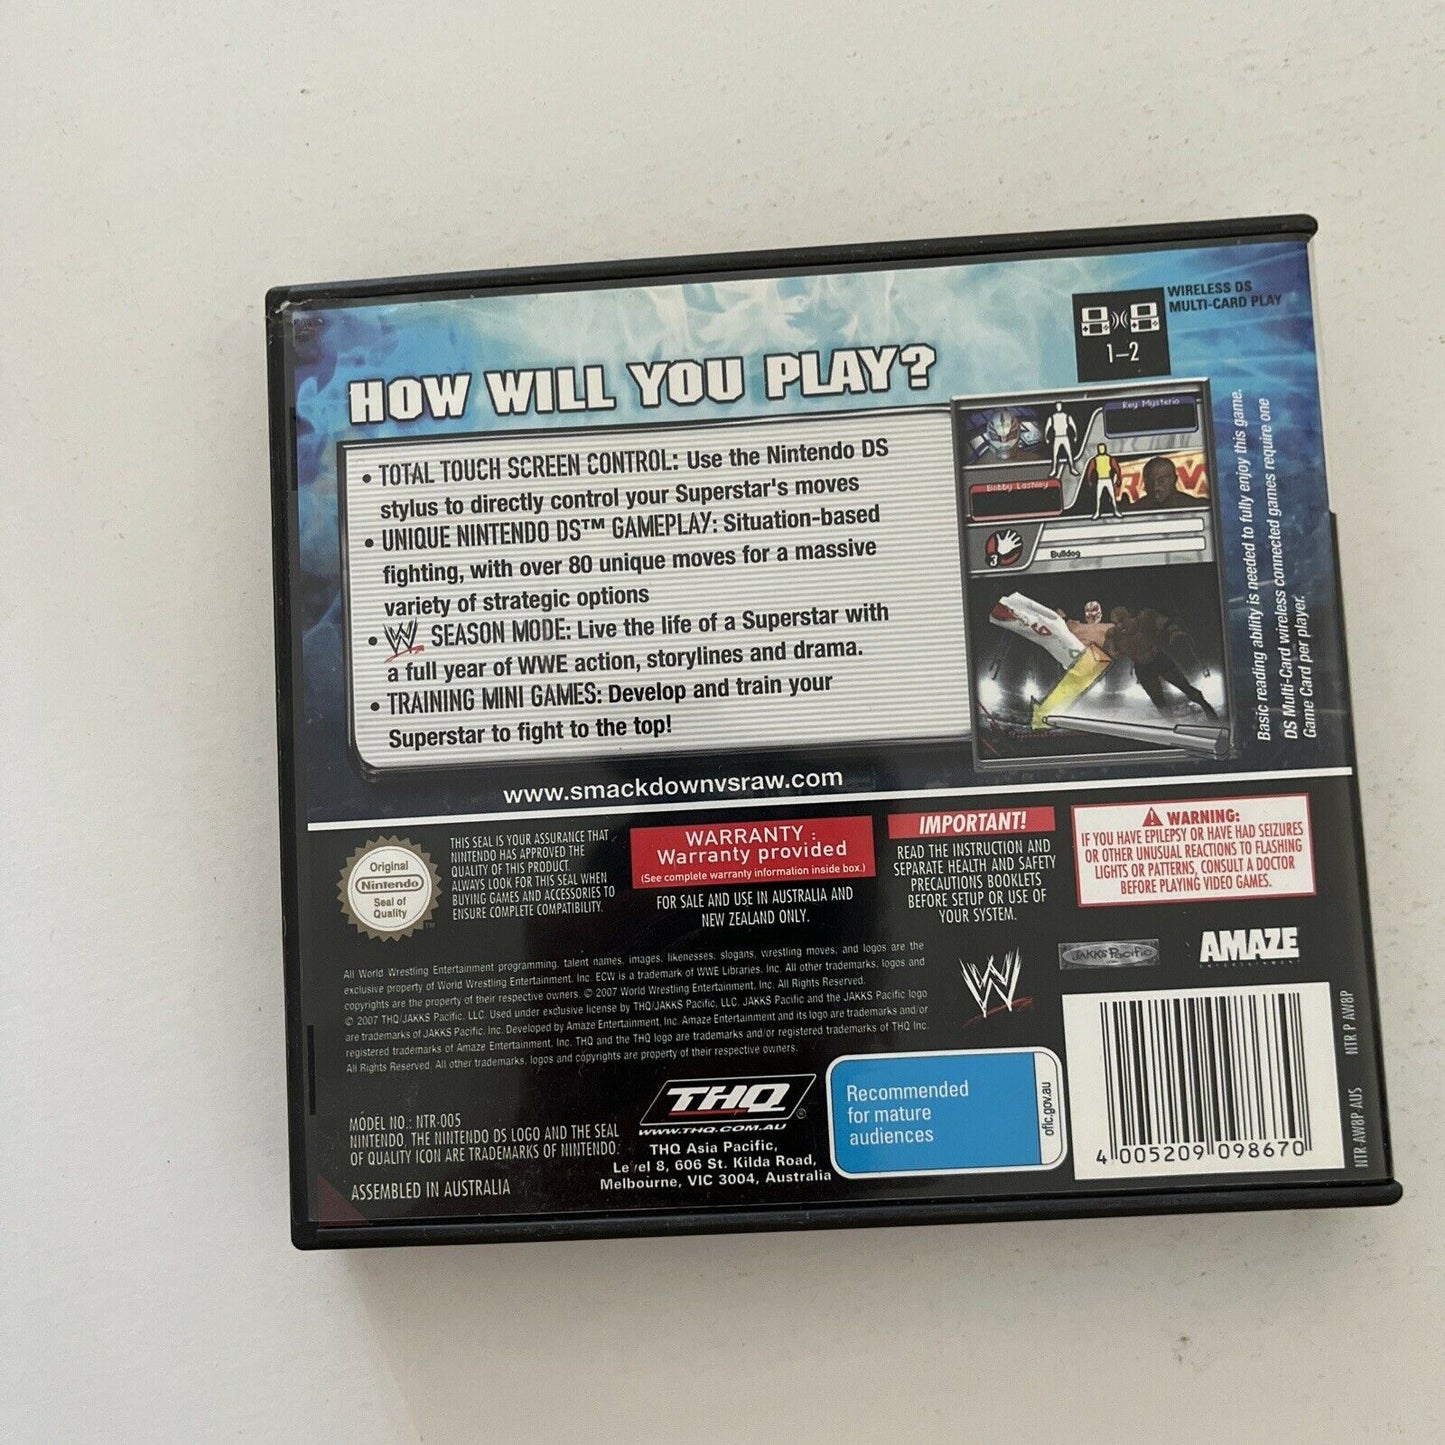 WIRELESS DS
MULTI-CARD PLAY
1–2
HOW WILL YOU PLAY?
• TOTAL TOUCH SCREEN CONTROL: Use the Nintendo DS
stylus to directly control your Superstar's moves
• UNIQUE NINTENDO DS™ GAMEPLAY: Situation-based
fighting, with over 80 unique moves for a massive
variety of strategic options
• W SEASON MODE: Live the life of a Superstar with
a full year of WWE action, storylines and drama.
• TRAINING MINI GAMES: Develop and train your
Superstar to fight to the top!
Rey Mysterio
Bobby Lashley
3
Bulldog
Basic reading ability is needed to fully enjoy this game.
DS Multi-Card wireless connected games require one
Game Card per player.
www.smackdownvsraw.com
Original
Nintendo
Seal of
Quality
TM
THIS SEAL IS YOUR ASSURANCE THAT
NINTENDO HAS APPROVED THE
QUALITY OF THIS PRODUCT.
ALWAYS LOOK FOR THIS SEAL WHEN
BUYING GAMES AND ACCESSORIES TO
ENSURE COMPLETE COMPATIBILITY.
WARRANTY :
Warranty provided
(See complete warranty information inside box.)
FOR SALE AND USE IN AUSTRALIA AND
NEW ZEALAND ONLY.
IMPORTANT!
READ THE INSTRUCTION AND
SEPARATE HEALTH AND SAFETY
PRECAUTIONS BOOKLETS
BEFORE SETUP OR USE OF
YOUR SYSTEM.
WARNING:
IF YOU HAVE EPILEPSY OR HAVE HAD SEIZURES
OR OTHER UNUSUAL REACTIONS TO FLASHING
LIGHTS OR PATTERNS, CONSULT A DOCTOR
BEFORE PLAYING VIDEO GAMES.
All World Wrestling Entertainment programming, talent names, images, likenesses, slogans, wrestling moves, and logos are the
exclusive property of World Wrestling Entertainment, Inc. ECW is a trademark of WWE Libraries, Inc. All other trademarks, logos and
copyrights are the property of their respective owners. © 2007 World Wrestling Entertainment, Inc. All Rights Reserved.
© 2007 THQ/JAKKS Pacific, LLC. Used under exclusive license by THQ/JAKKS Pacific, LLC. JAKKS Pacific and the JAKKS Pacific logo
are trademarks of JAKKS Pacific, Inc. Developed by Amaze Entertainment, Inc. Amaze Entertainment and its logo are trademarks and/or
registered trademarks of Amaze Entertainment, Inc. THQ and the THQ logo are trademarks and/or registered trademarks of THQ Inc.
All Rights Reserved. All other trademarks, logos and copyrights are property of their respective owners.
W
JAKKS Pacific
AMAZE
ENTERTAINMENT
MODEL NO.: NTR-005
NINTENDO, THE NINTENDO DS LOGO AND THE SEAL
OF QUALITY ICON ARE TRADEMARKS OF NINTENDO.
ASSEMBLED IN AUSTRALIA
THQ ®
WWW.THQ.COM.AU
THQ Asia Pacific,
Level 8, 606 St. Kilda Road,
Melbourne, VIC 3004, Australia
Recommended
for mature
audiences
oflc.gov.au
4 005209 098670
NTR-AW8P AUS
NTR P AW8P